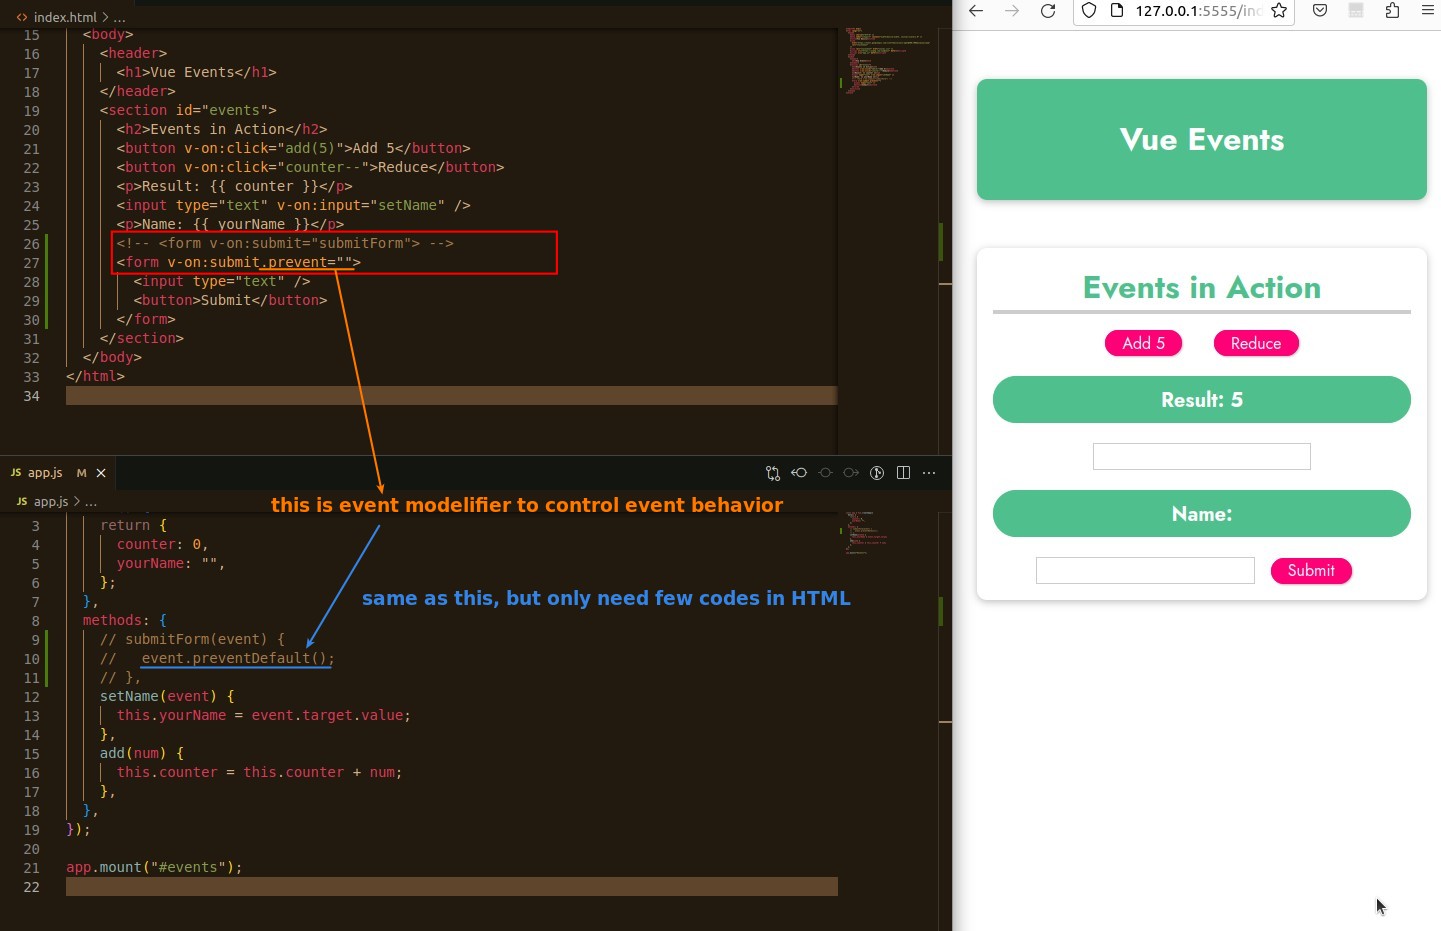 index.html > ...
15 <body>
16 <header>
17 <h1>Vue Events</h1>
18 </header>
19 <section id="events">
20 <h2>Events in Action</h2>
21 <button v-on:click="add(5)">Add 5</button>
22 <button v-on:click="counter--">Reduce</button>
23 <p>Result: {{ counter }}</p>
24 <input type="text" v-on:input="setName" />
25 <p>Name: {{ yourName }}</p>
26 <!-- <form v-on:submit="submitForm"> -->
27 <form v-on:submit.prevent="">
28 <input type="text" />
29 <button>Submit</button>
30 </form>
31 </section>
32 </body>
33 </html>
34
JS app.js M ×
JS app.js > ...
this is event modelifier to control event behavior
3 return {
4 counter: 0,
5 yourName: "",
6 };
7 },
same as this, but only need few codes in HTML
8 methods: {
9 // submitForm(event) {
10 // event.preventDefault();
11 // },
12 setName(event) {
13 this.yourName = event.target.value;
14 },
15 add(num) {
16 this.counter = this.counter + num;
17 },
18 },
19 });
20
21 app.mount("#events");
22
127.0.0.1:5555/in
Vue Events
Events in Action
Add 5 Reduce
Result: 5
Name:
Submit